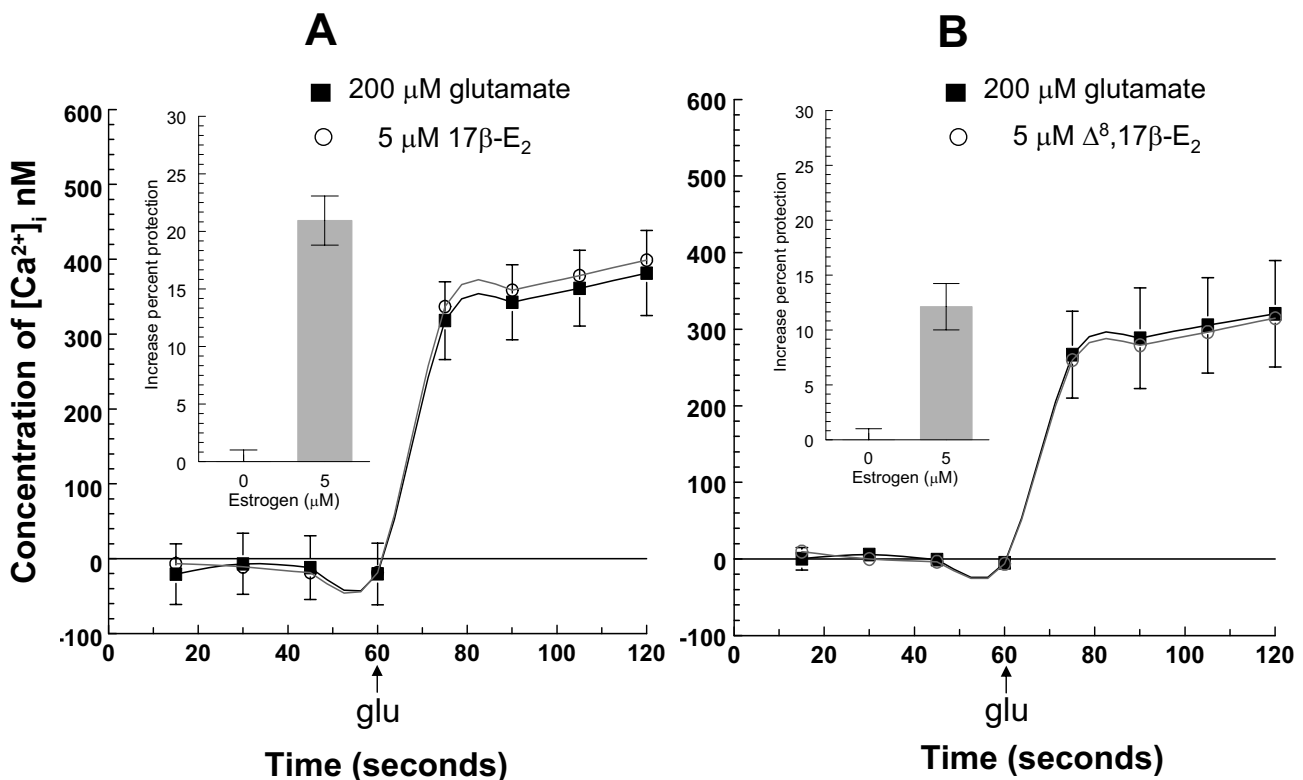 A
■ 200 μM glutamate
○ 5 μM 17β-E₂
Concentration of [Ca²⁺]ᵢ nM
600
500
400
300
200
100
0
-100
0 20 40 60 80 100 120
glu
Time (seconds)
Increase percent protection
30
25
20
15
10
5
0
0 5
Estrogen (μM)
B
■ 200 μM glutamate
○ 5 μM Δ⁸,17β-E₂
600
500
400
300
200
100
0
-100
0 20 40 60 80 100 120
glu
Time (seconds)
Increase percent protection
30
25
20
15
10
5
0
0 5
Estrogen (μM)